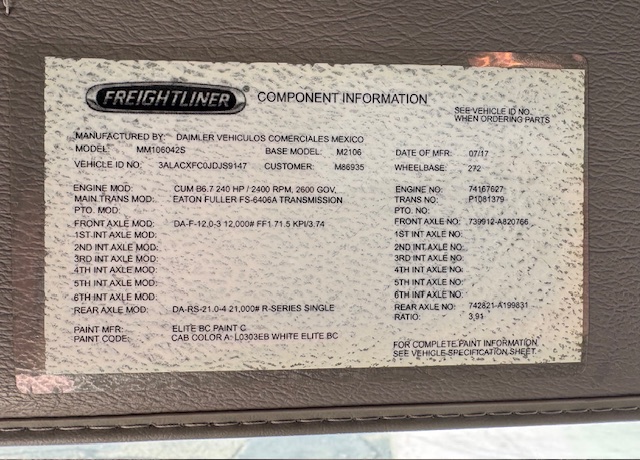 FREIGHTLINER COMPONENT INFORMATION
SEE VEHICLE ID NO.
WHEN ORDERING PARTS
MANUFACTURED BY: DAIMLER VEHICULOS COMERCIALES MEXICO
MODEL: MM106042S BASE MODEL: M2106 DATE OF MFR: 07/17
VEHICLE ID NO: 3ALACXFC0JDJS9147 CUSTOMER: M86935 WHEELBASE: 272
ENGINE MOD: CUM B6.7 240 HP / 2400 RPM, 2600 GOV, ENGINE NO: 74167627
MAIN TRANS MOD: EATON FULLER FS-6406A TRANSMISSION TRANS NO: P1081379
PTO. MOD: PTO. NO:
FRONT AXLE MOD: DA-F-12.0-3 12,000# FF1 71.5 KPI/3.74 FRONT AXLE NO: 739912-A820766
1ST INT AXLE MOD: 1ST INT AXLE NO:
2ND INT AXLE MOD: 2ND INT AXLE NO:
3RD INT AXLE MOD: 3RD INT AXLE NO:
4TH INT AXLE MOD: 4TH INT AXLE NO:
5TH INT AXLE MOD: 5TH INT AXLE NO:
6TH INT AXLE MOD: 6TH INT AXLE NO:
REAR AXLE MOD: DA-RS-21.0-4 21,000# R-SERIES SINGLE REAR AXLE NO: 742821-A199831
RATIO: 3.91
PAINT MFR: ELITE BC PAINT C
PAINT CODE: CAB COLOR A: L0303EB WHITE ELITE BC
FOR COMPLETE PAINT INFORMATION
SEE VEHICLE SPECIFICATION SHEET.